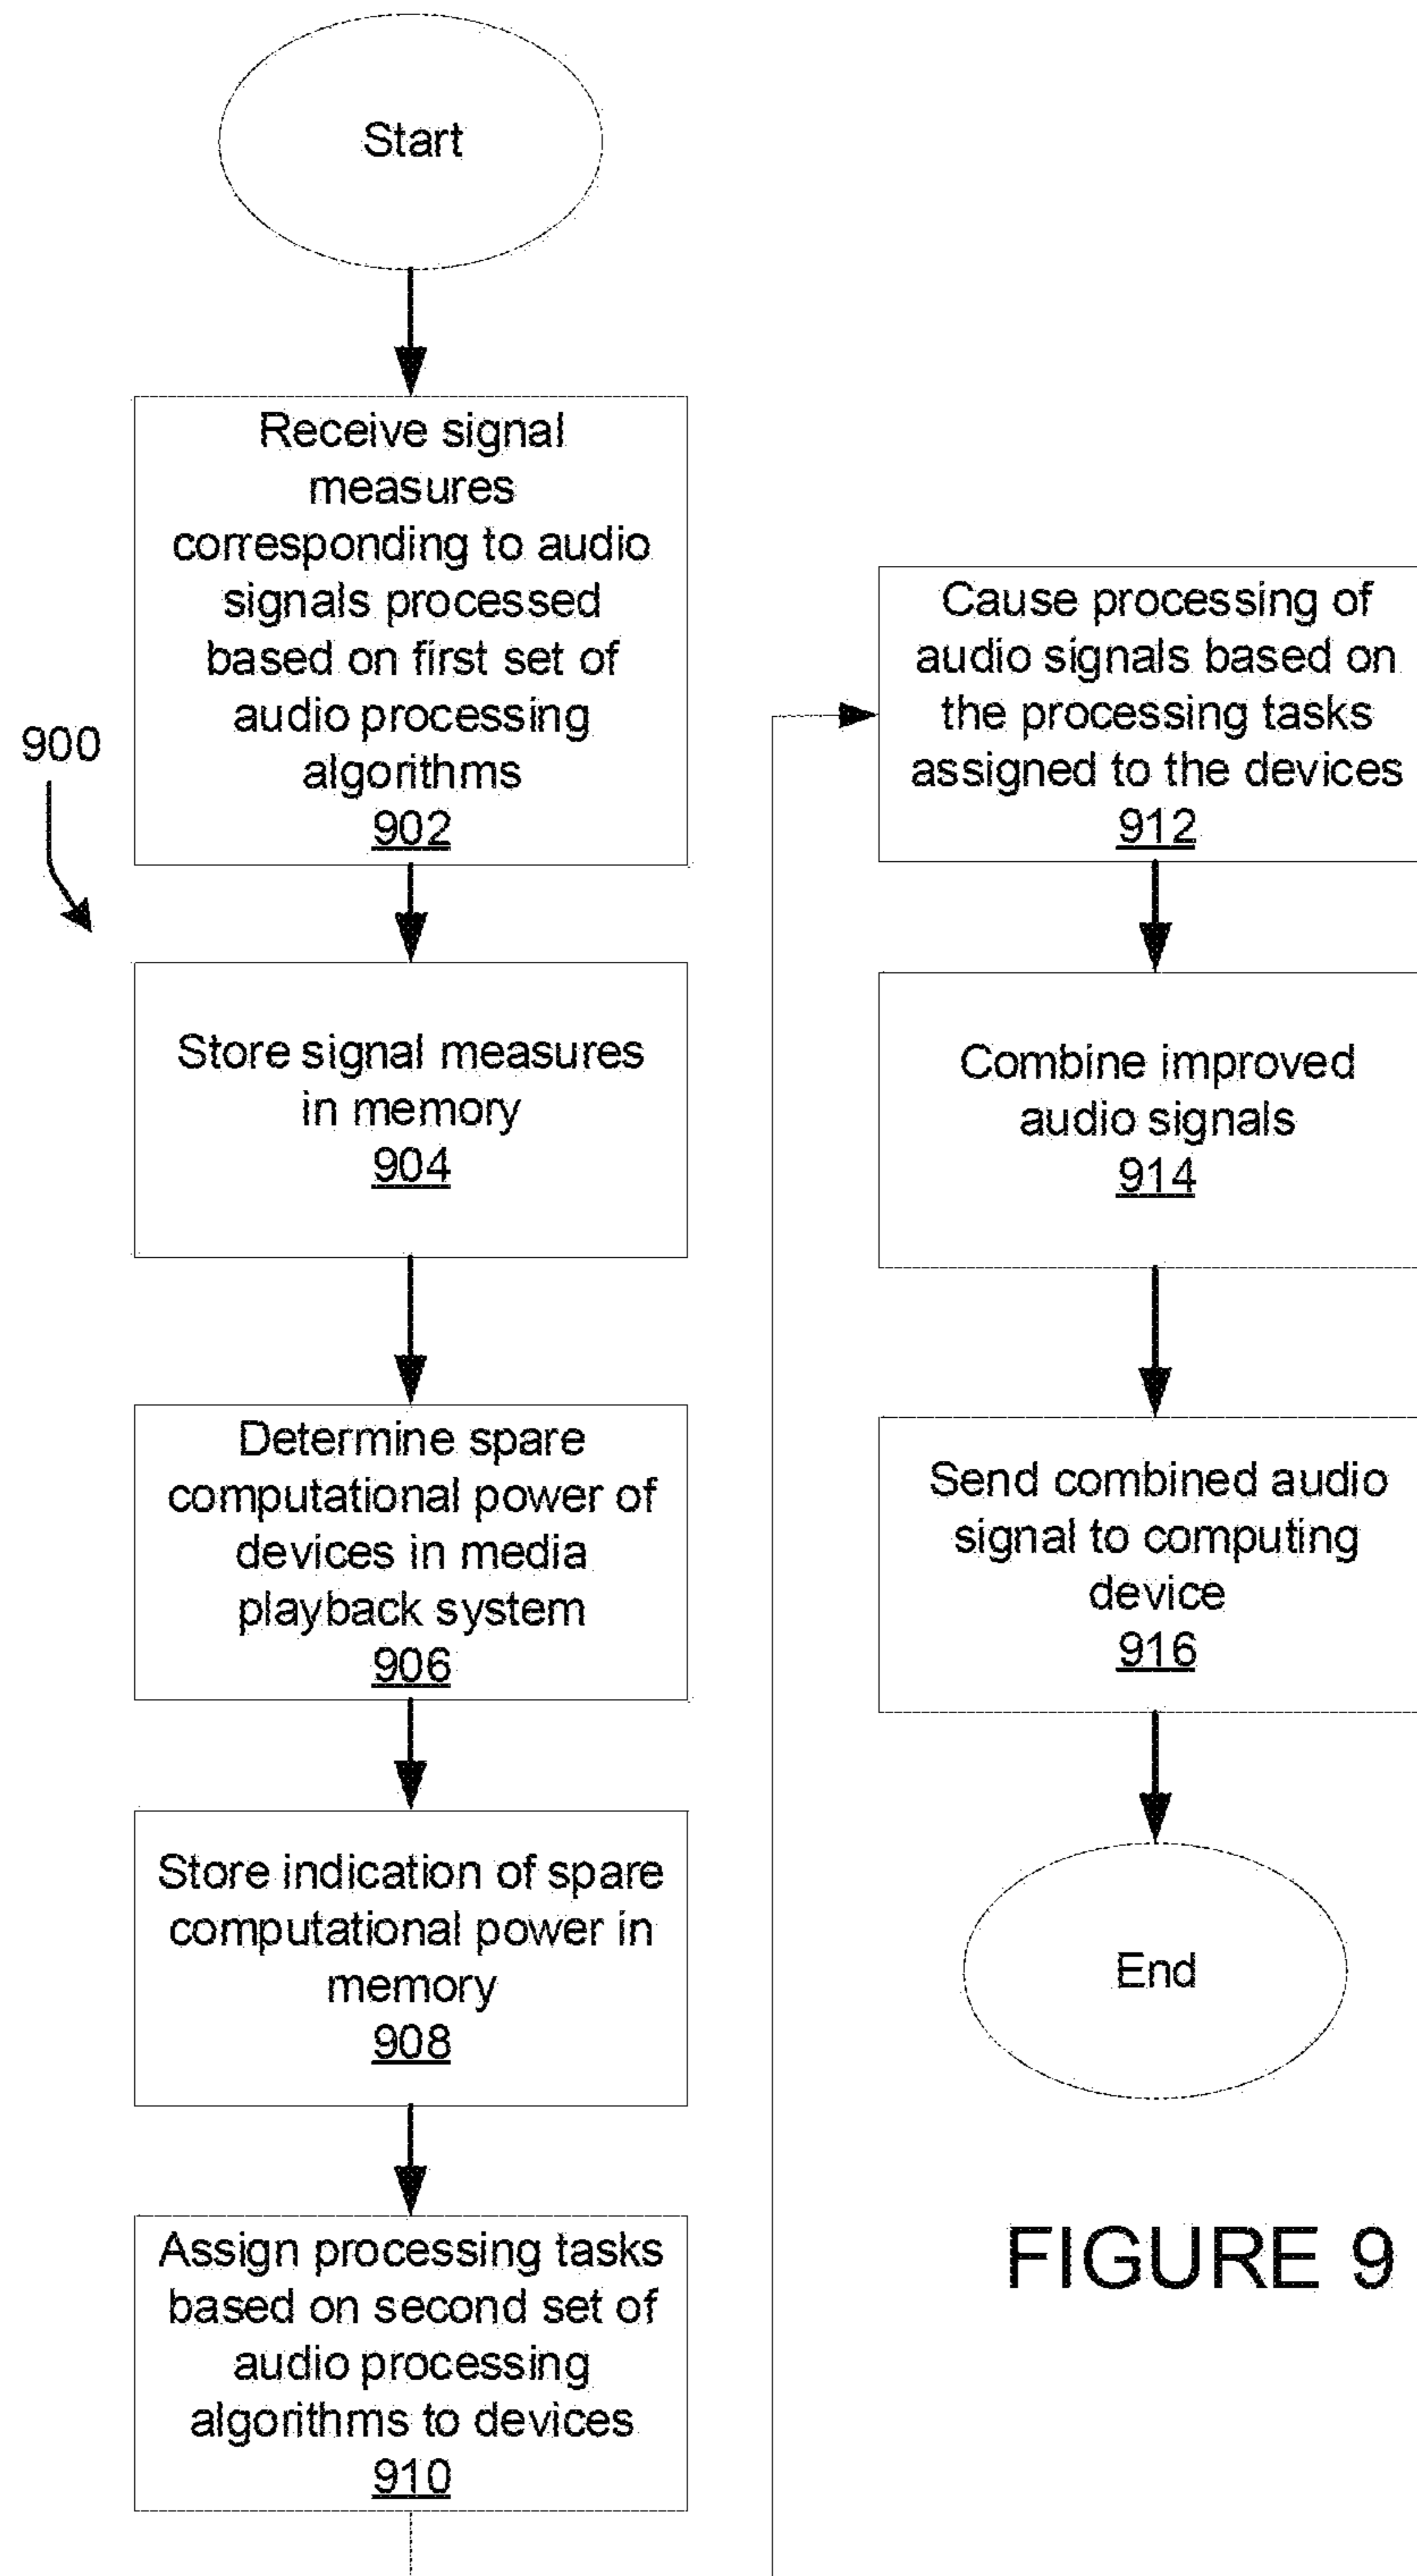 Start
Receive signal
measures
corresponding to audio
signals processed
based on first set of
audio processing
algorithms
902
900
Store signal measures
in memory
904
Determine spare
computational power of
devices in media
playback system
906
Store indication of spare
computational power in
memory
908
Assign processing tasks
based on second set of
audio processing
algorithms to devices
910
Cause processing of
audio signals based on
the processing tasks
assigned to the devices
912
Combine improved
audio signals
914
Send combined audio
signal to computing
device
916
End
FIGURE 9